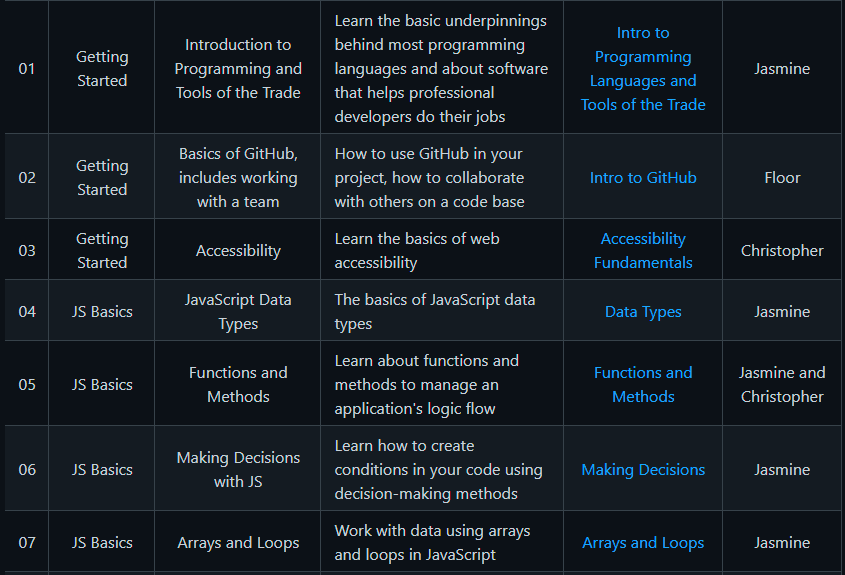 01
Getting
Started
Introduction to
Programming and
Tools of the Trade
Learn the basic underpinnings
behind most programming
languages and about software
that helps professional
developers do their jobs
Intro to
Programming
Languages and
Tools of the Trade
Jasmine
02
Getting
Started
Basics of GitHub,
includes working
with a team
How to use GitHub in your
project, how to collaborate
with others on a code base
Intro to GitHub
Floor
03
Getting
Started
Accessibility
Learn the basics of web
accessibility
Accessibility
Fundamentals
Christopher
04
JS Basics
JavaScript Data
Types
The basics of JavaScript data
types
Data Types
Jasmine
05
JS Basics
Functions and
Methods
Learn about functions and
methods to manage an
application's logic flow
Functions and
Methods
Jasmine and
Christopher
06
JS Basics
Making Decisions
with JS
Learn how to create
conditions in your code using
decision-making methods
Making Decisions
Jasmine
07
JS Basics
Arrays and Loops
Work with data using arrays
and loops in JavaScript
Arrays and Loops
Jasmine